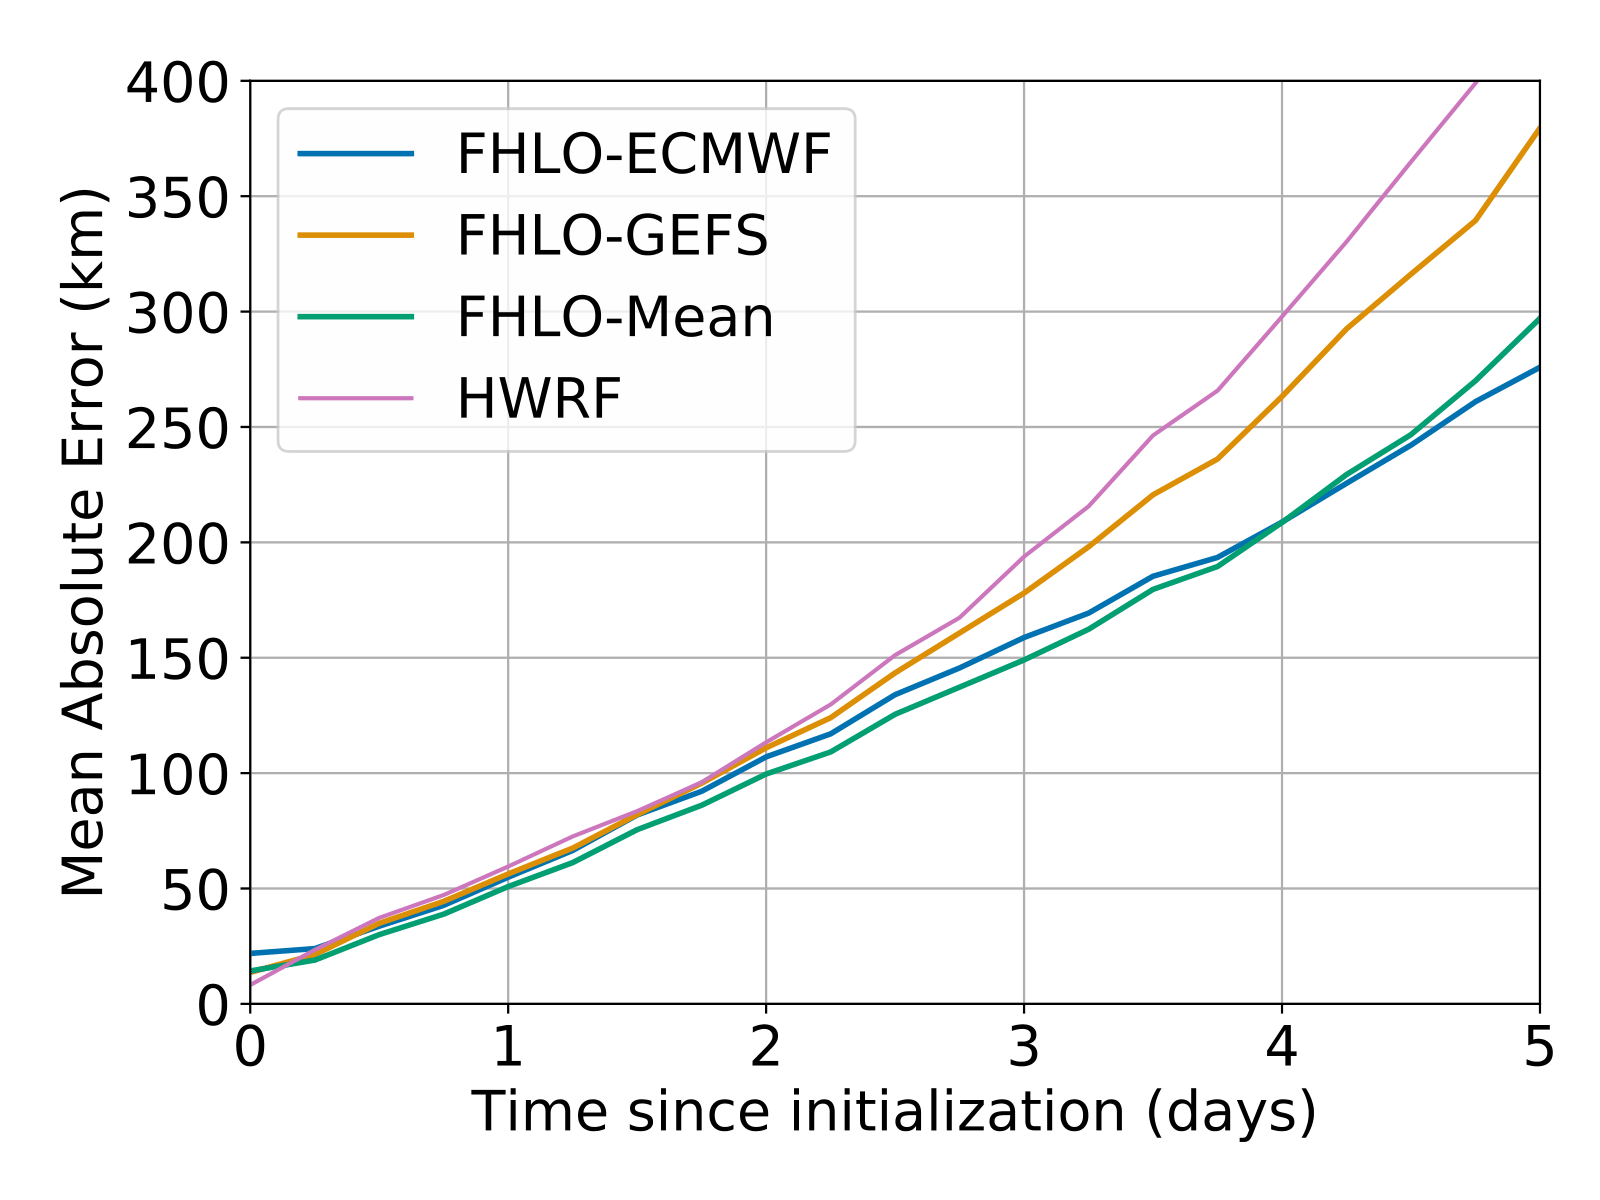 400
350
300
250
200
150
100
50
0
Mean Absolute Error (km)
FHLO-ECMWF
FHLO-GEFS
FHLO-Mean
HWRF
0 1 2 3 4 5
Time since initialization (days)